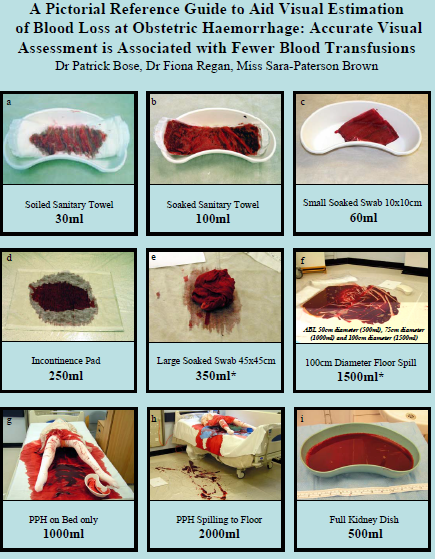 A Pictorial Reference Guide to Aid Visual Estimation
of Blood Loss at Obstetric Haemorrhage: Accurate Visual
Assessment is Associated with Fewer Blood Transfusions
Dr Patrick Bose, Dr Fiona Regan, Miss Sara-Paterson Brown
a
Soiled Sanitary Towel
30ml
b
Soaked Sanitary Towel
100ml
c
Small Soaked Swab 10x10cm
60ml
d
Incontinence Pad
250ml
e
Large Soaked Swab 45x45cm
350ml*
f
ABL 50cm diameter (500ml), 75cm diameter
(1000ml) and 100cm diameter (1500ml)
100cm Diameter Floor Spill
1500ml*
g
PPH on Bed only
1000ml
h
PPH Spilling to Floor
2000ml
i
Full Kidney Dish
500ml